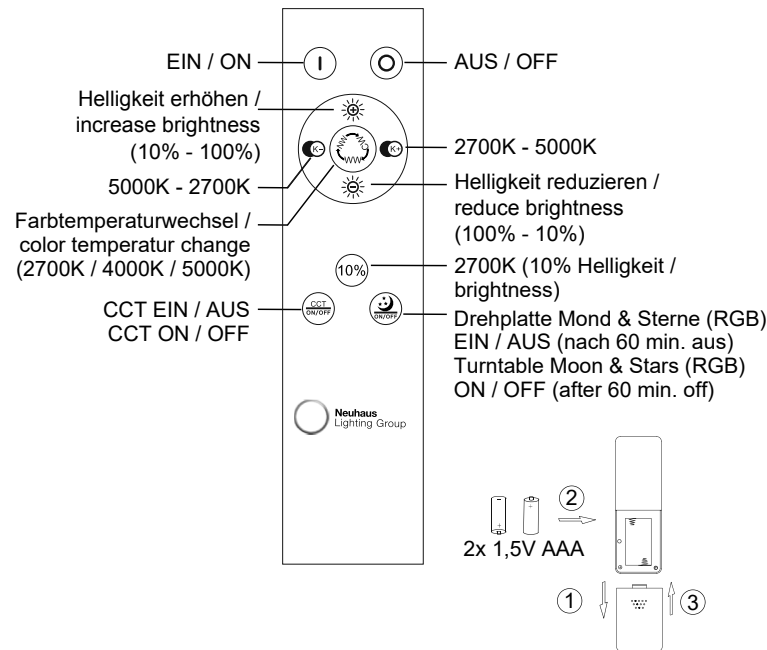 EIN / ON
AUS / OFF
Helligkeit erhöhen /
increase brightness
(10% - 100%)
K-
K+
2700K - 5000K
5000K - 2700K
Helligkeit reduzieren /
reduce brightness
(100% - 10%)
Farbtemperaturwechsel /
color temperatur change
(2700K / 4000K / 5000K)
10%
2700K (10% Helligkeit /
brightness)
CCT EIN / AUS
CCT ON / OFF
CCT
ON/OFF
ON/OFF
Drehplatte Mond & Sterne (RGB)
EIN / AUS (nach 60 min. aus)
Turntable Moon & Stars (RGB)
ON / OFF (after 60 min. off)
Neuhaus
Lighting Group
2
2x 1,5V AAA
1
3